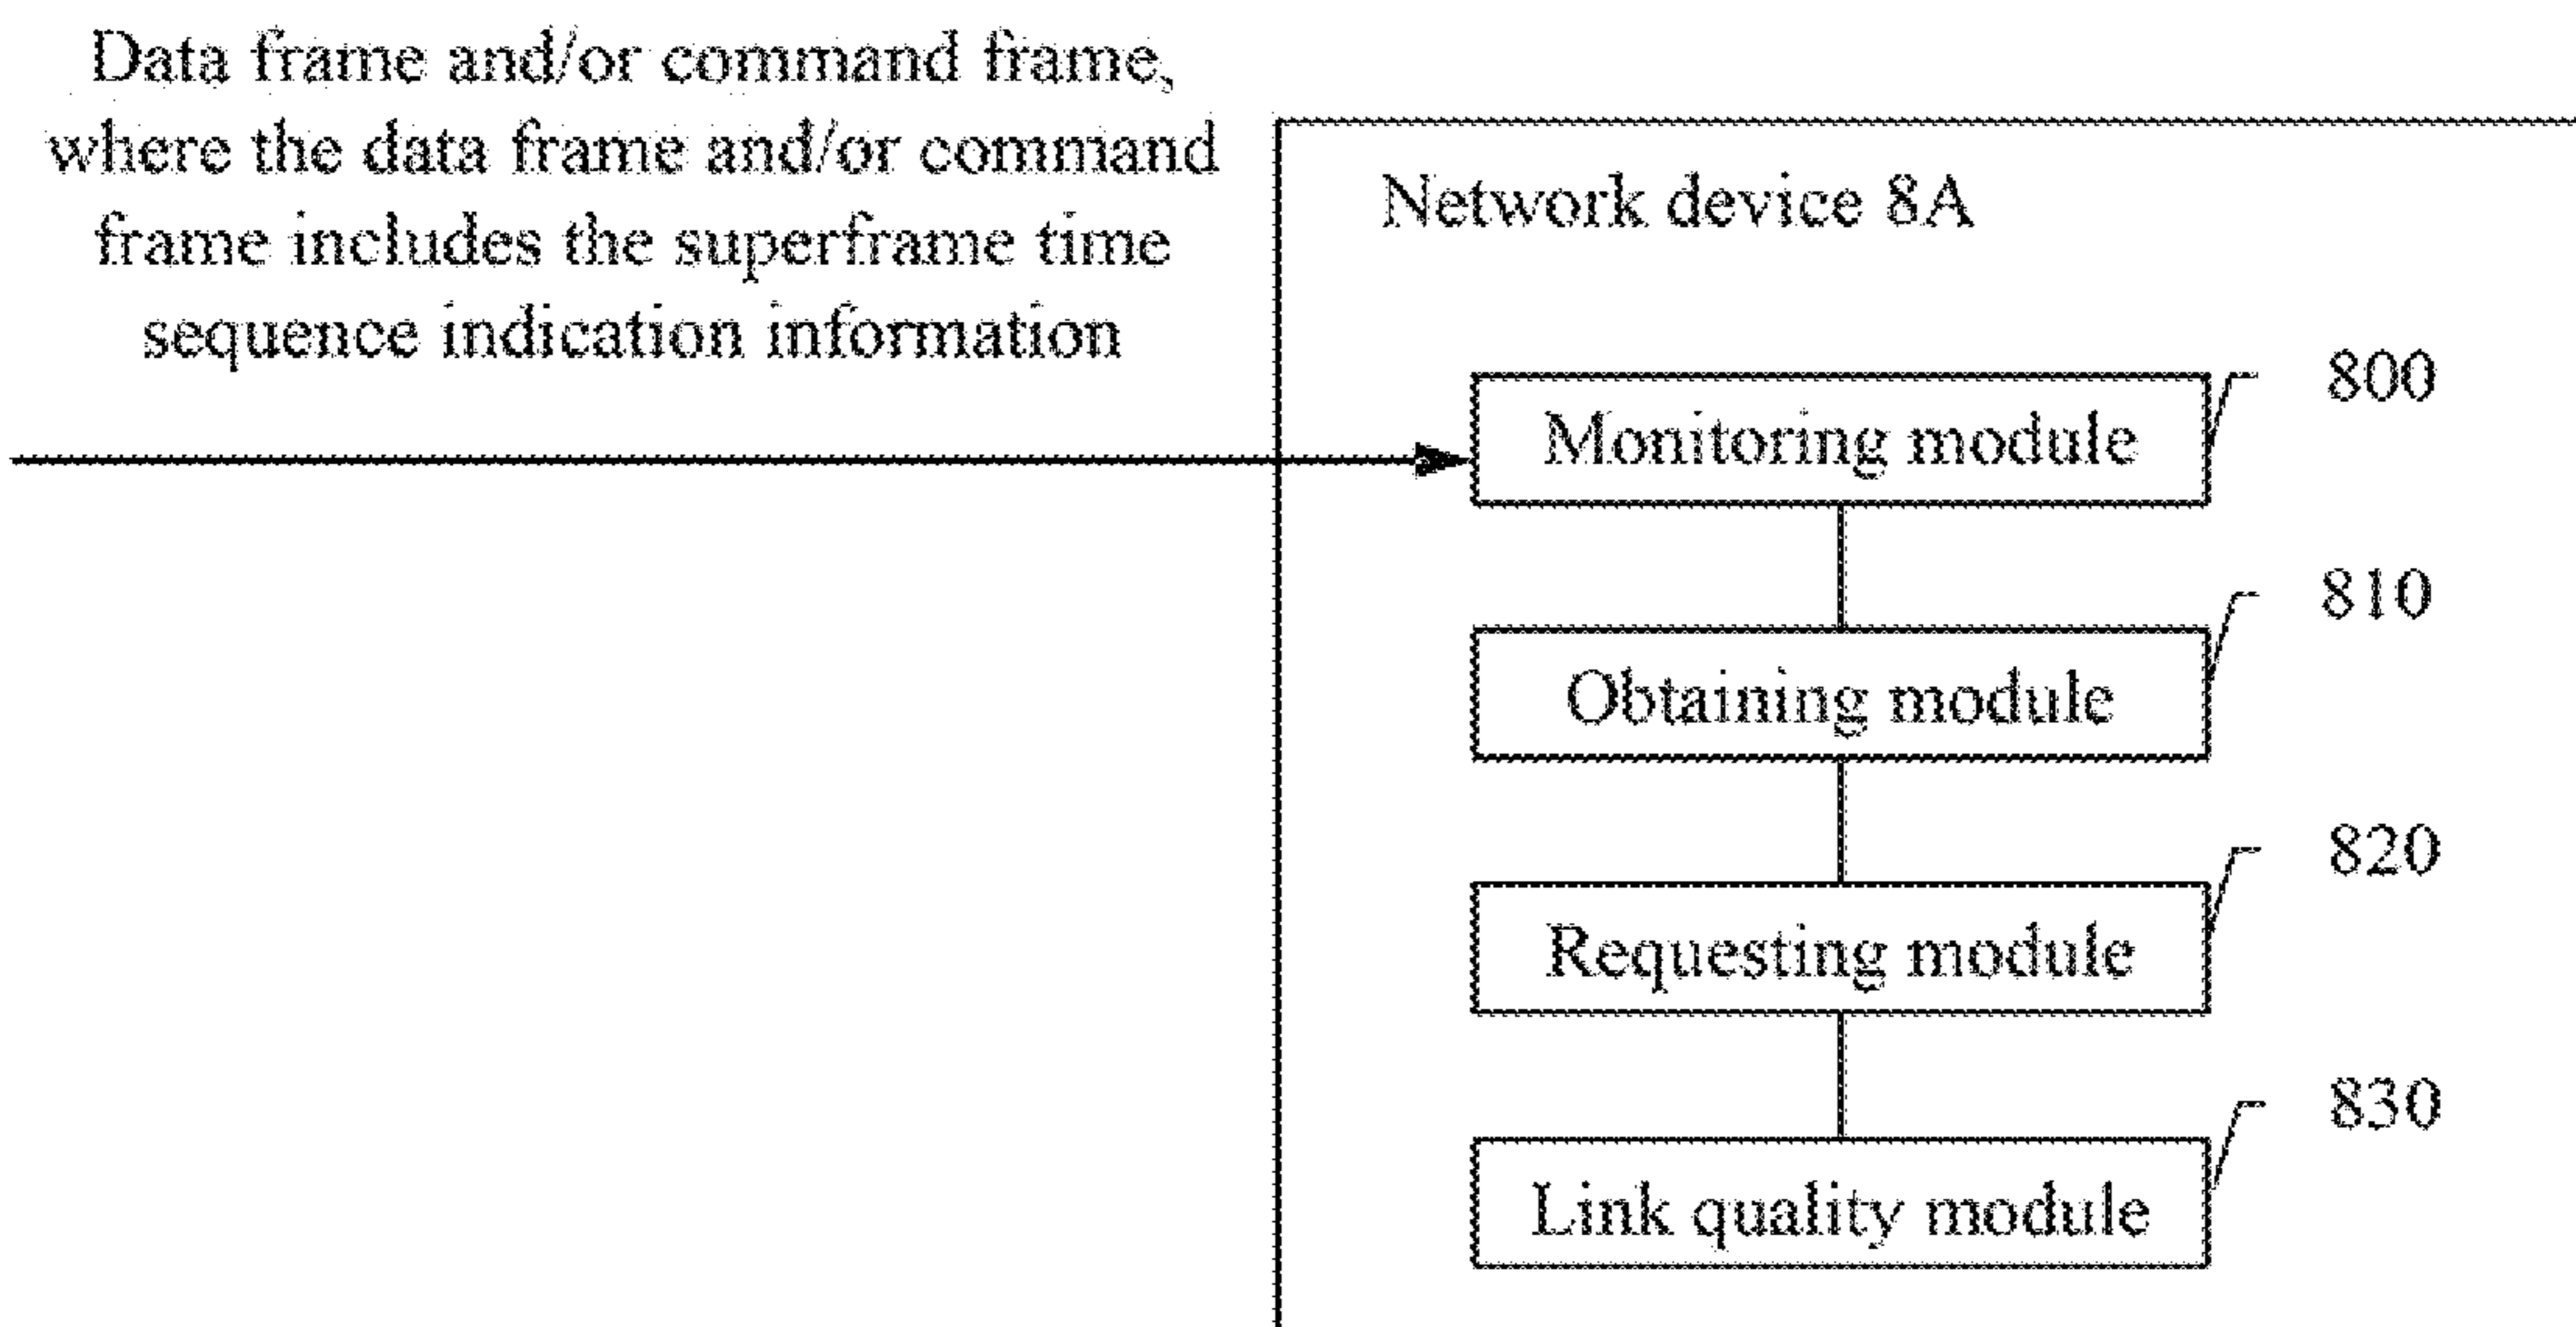 Data frame and/or command frame,
where the data frame and/or command
frame includes the superframe time
sequence indication information
Network device 8A
800
Monitoring module
810
Obtaining module
820
Requesting module
830
Link quality module